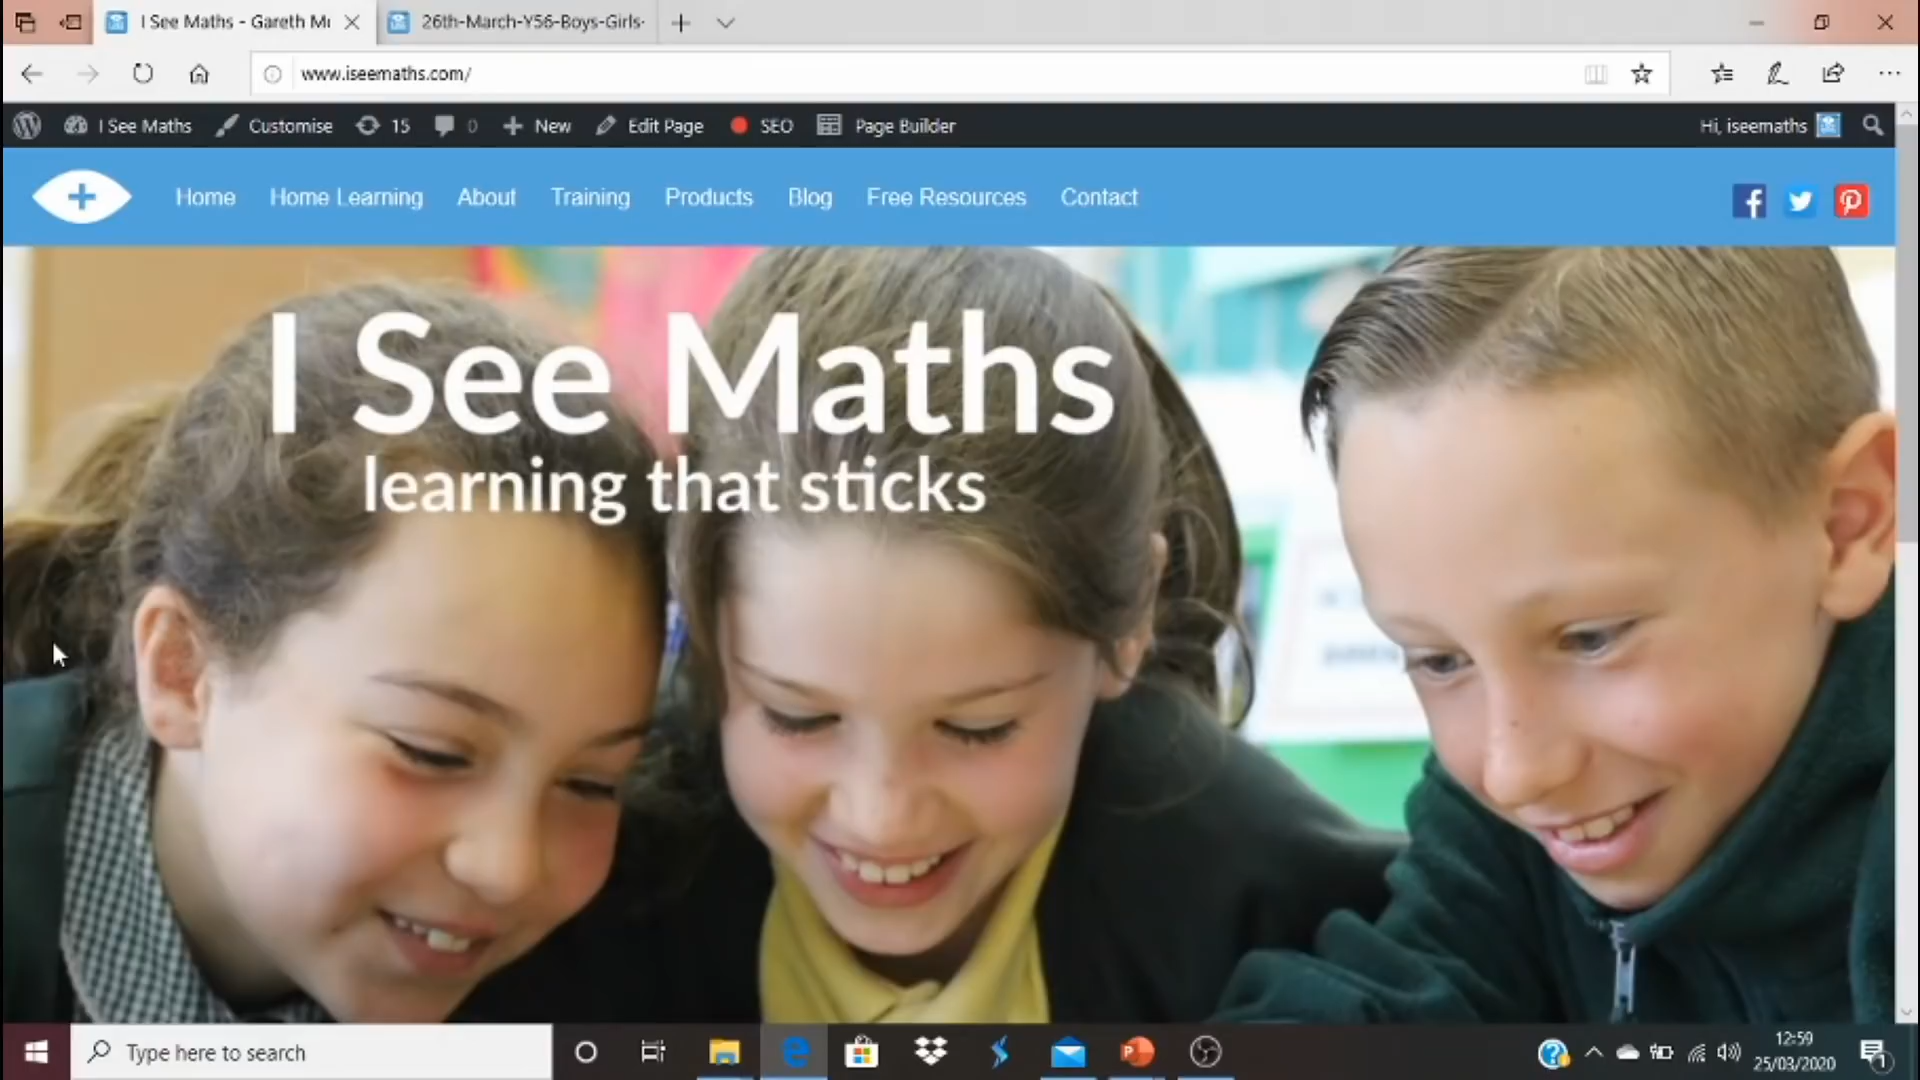 I See Maths - Gareth M
26th-March-Y56-Boys-Girls-
www.iseemaths.com/
I See Maths
Customise
15
0
New
Edit Page
SEO
Page Builder
Hi, iseemaths
Home
Home Learning
About
Training
Products
Blog
Free Resources
Contact
I See Maths
learning that sticks
Type here to search
12:59
25/03/2020
1